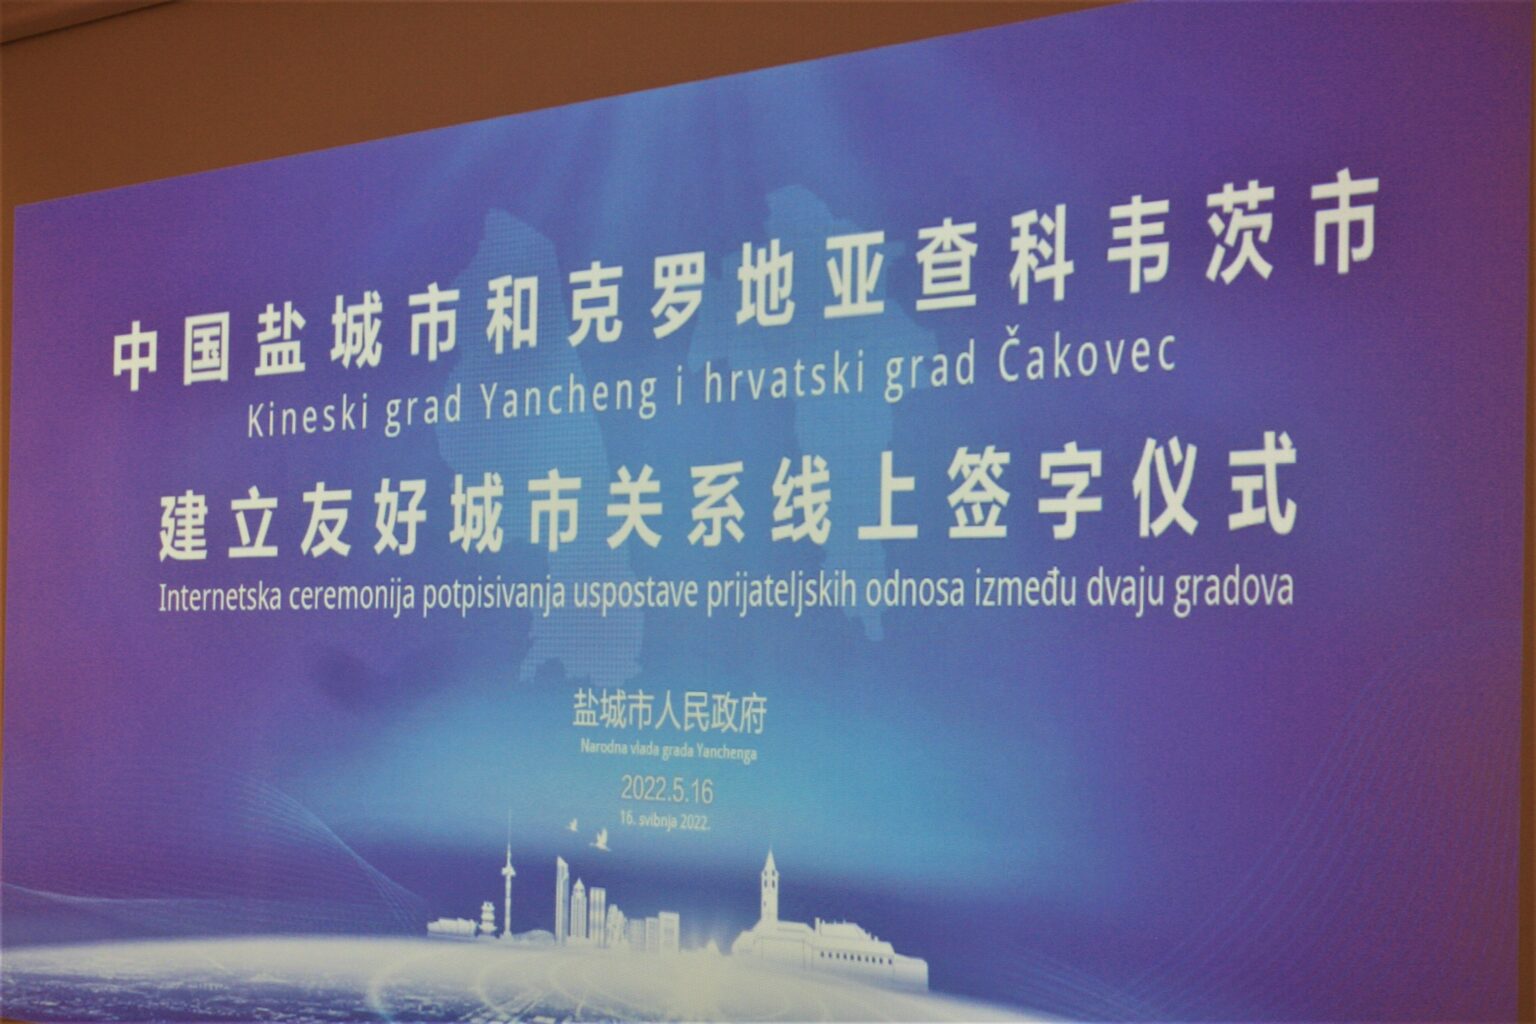 中国盐城市和克罗地亚查科韦茨市
Kineski grad Yancheng i hrvatski grad Čakovec
建立友好城市关系线上签字仪式
Internetska ceremonija potpisivanja uspostave prijateljskih odnosa između dvaju gradova
盐城市人民政府
Narodna vlada grada Yanchenga
2022.5.16
16. svibnja 2022.